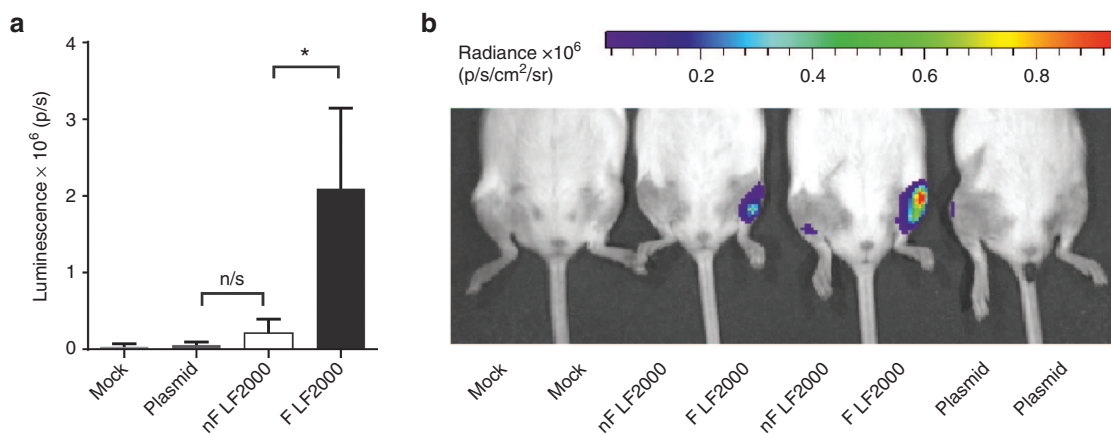 a
Luminescence × 10⁶ (p/s)
4
3
2
1
0
*
n/s
Mock
Plasmid
nF LF2000
F LF2000
b
Radiance ×10⁶
(p/s/cm²/sr)
0.2 0.4 0.6 0.8
Mock
Mock
nF LF2000
F LF2000
nF LF2000
F LF2000
Plasmid
Plasmid